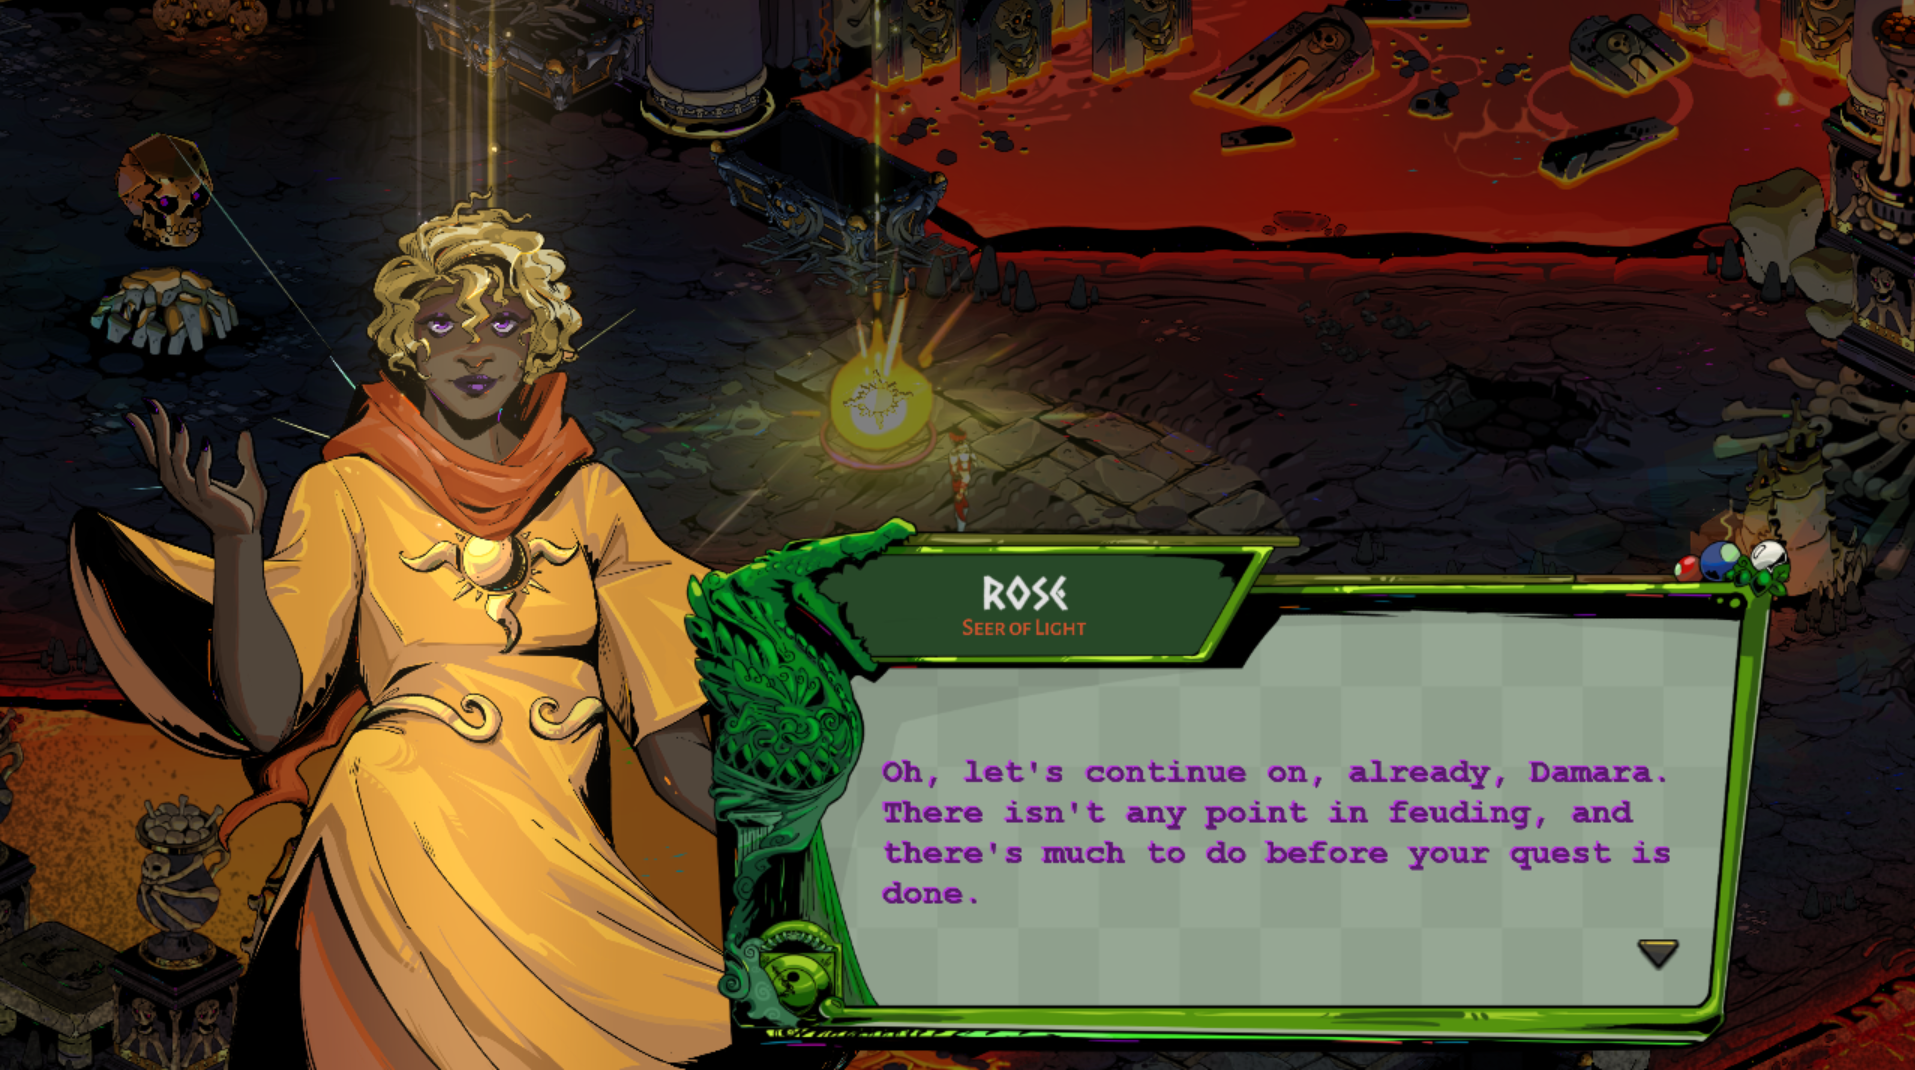 ROSE
SEER OF LIGHT
Oh, let's continue on, already, Damara.
There isn't any point in feuding, and
there's much to do before your quest is
done.